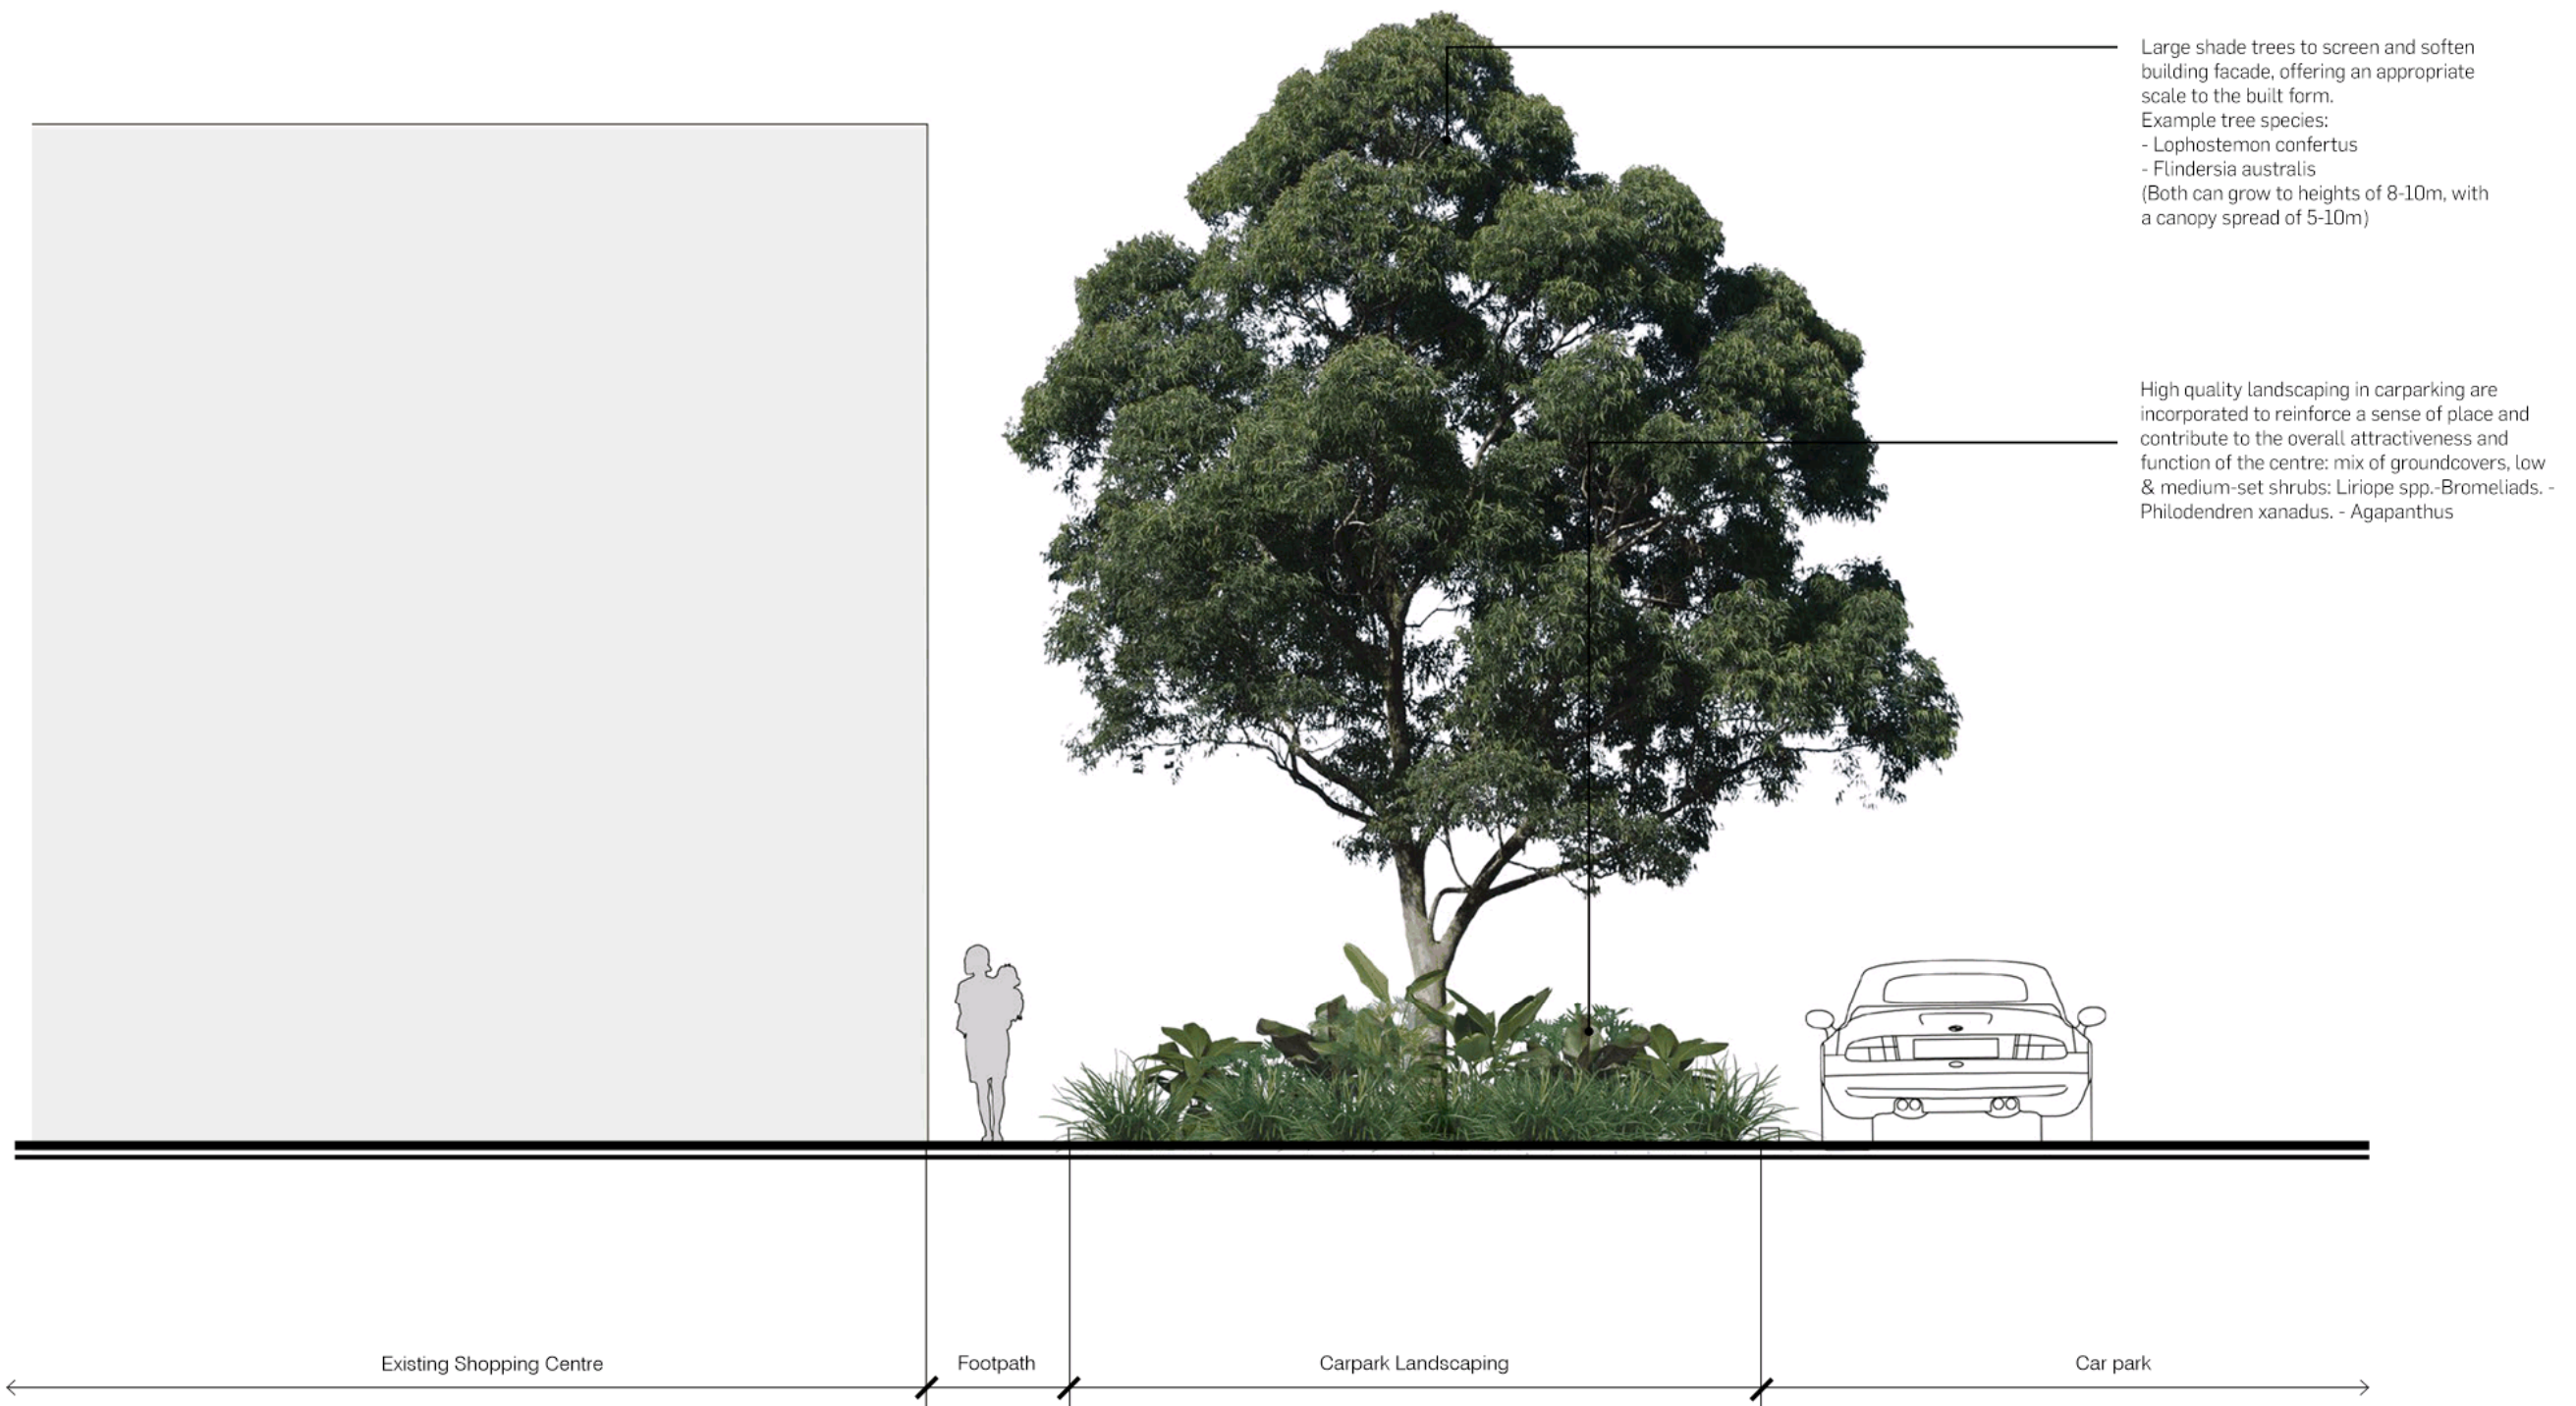 Large shade trees to screen and soften
building facade, offering an appropriate
scale to the built form.
Example tree species:
- Lophostemon confertus
- Flindersia australis
(Both can grow to heights of 8-10m, with
a canopy spread of 5-10m)
High quality landscaping in carparking are
incorporated to reinforce a sense of place and
contribute to the overall attractiveness and
function of the centre: mix of groundcovers, low
& medium-set shrubs: Liriope spp.-Bromeliads. -
Philodendren xanadus. - Agapanthus
Existing Shopping Centre
Footpath
Carpark Landscaping
Car park